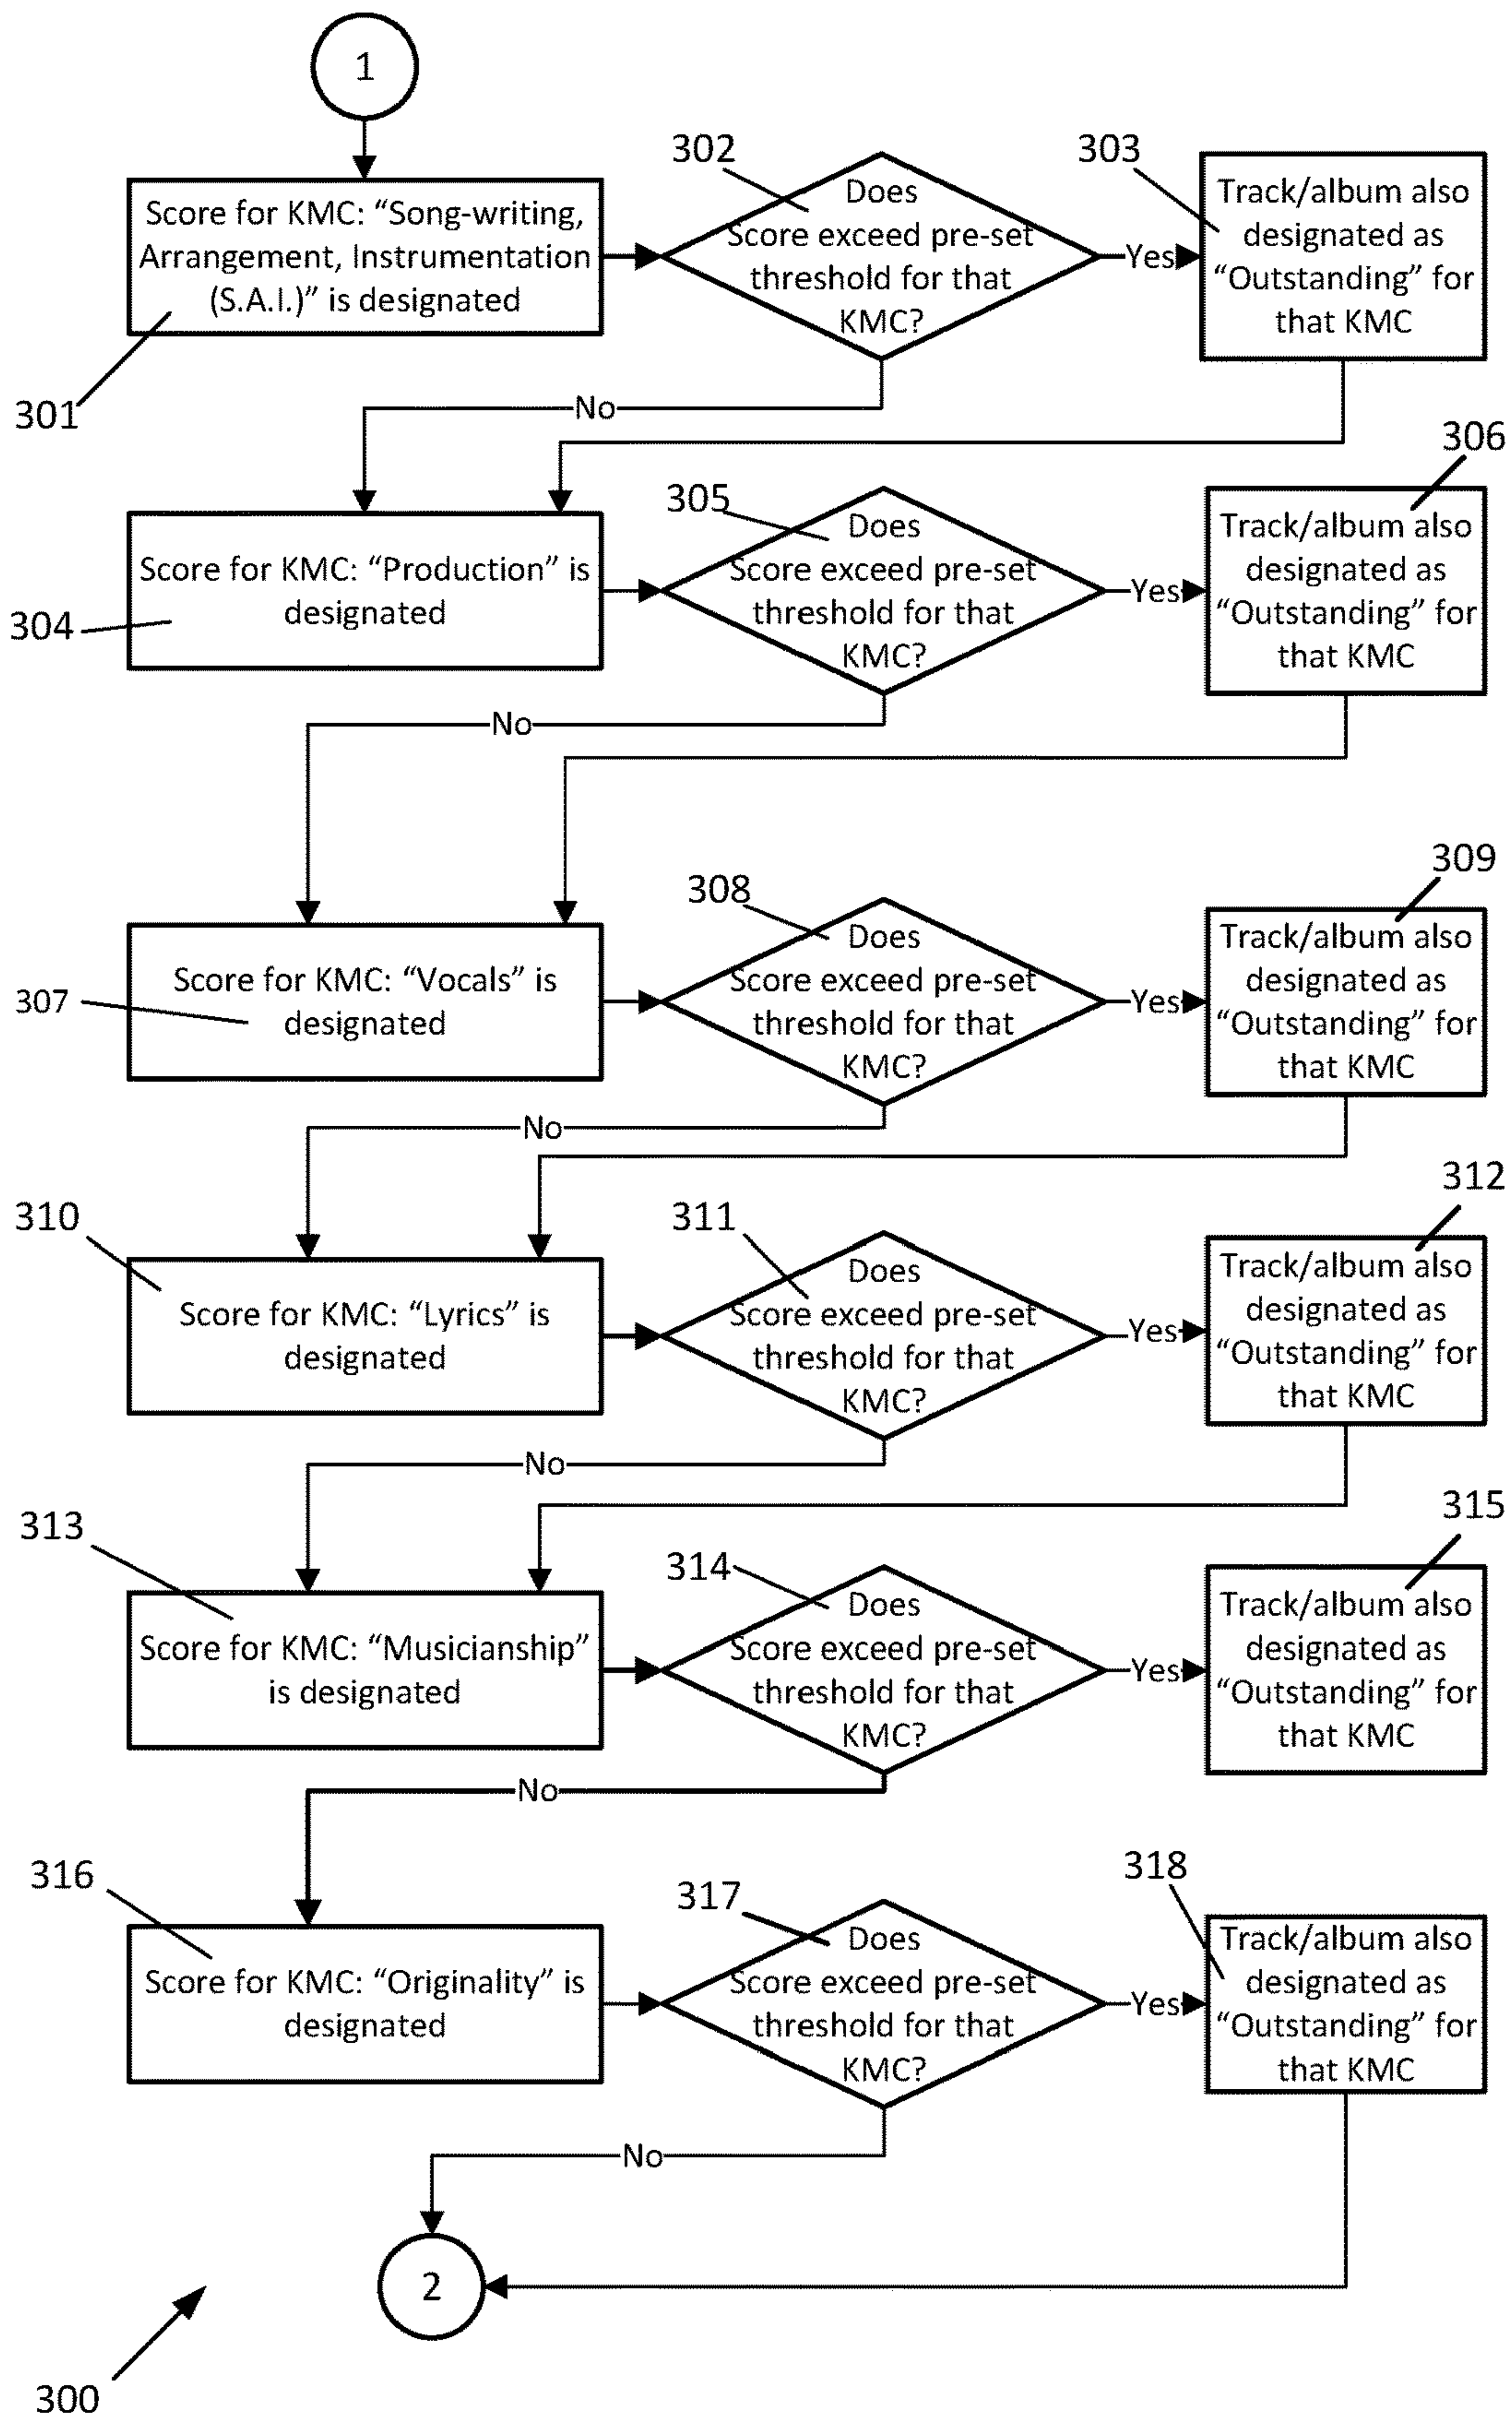 1
302
303
Score for KMC: “Song-writing,
Arrangement, Instrumentation
(S.A.I.)” is designated
Does
Score exceed pre-set
threshold for that
KMC?
Yes
Track/album also
designated as
“Outstanding” for
that KMC
301
No
306
305
Score for KMC: “Production” is
designated
Does
Score exceed pre-set
threshold for that
KMC?
Yes
Track/album also
designated as
“Outstanding” for
that KMC
304
No
309
308
Score for KMC: “Vocals” is
designated
Does
Score exceed pre-set
threshold for that
KMC?
Yes
Track/album also
designated as
“Outstanding” for
that KMC
307
No
312
310
311
Score for KMC: “Lyrics” is
designated
Does
Score exceed pre-set
threshold for that
KMC?
Yes
Track/album also
designated as
“Outstanding” for
that KMC
No
315
313
314
Score for KMC: “Musicianship”
is designated
Does
Score exceed pre-set
threshold for that
KMC?
Yes
Track/album also
designated as
“Outstanding” for
that KMC
No
318
316
317
Score for KMC: “Originality” is
designated
Does
Score exceed pre-set
threshold for that
KMC?
Yes
Track/album also
designated as
“Outstanding” for
that KMC
No
2
300